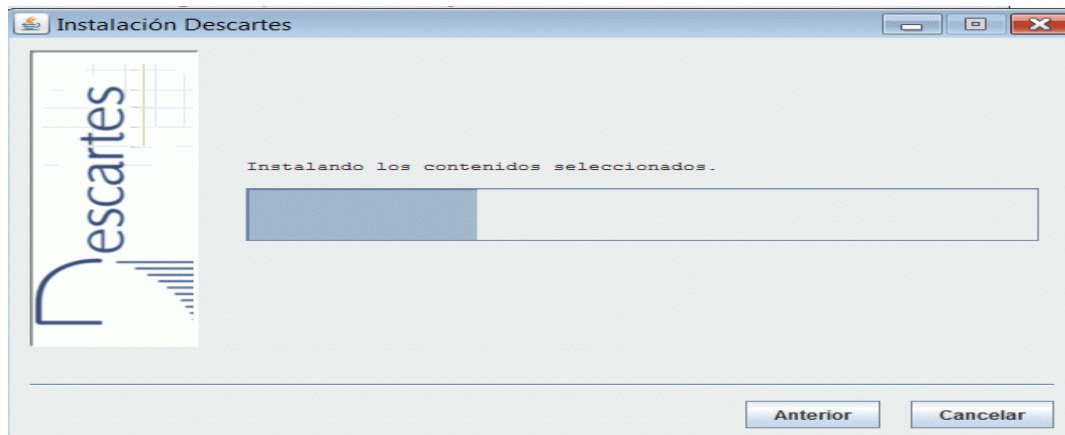 Instalación Descartes
Descartes
Instalando los contenidos seleccionados.
Anterior
Cancelar